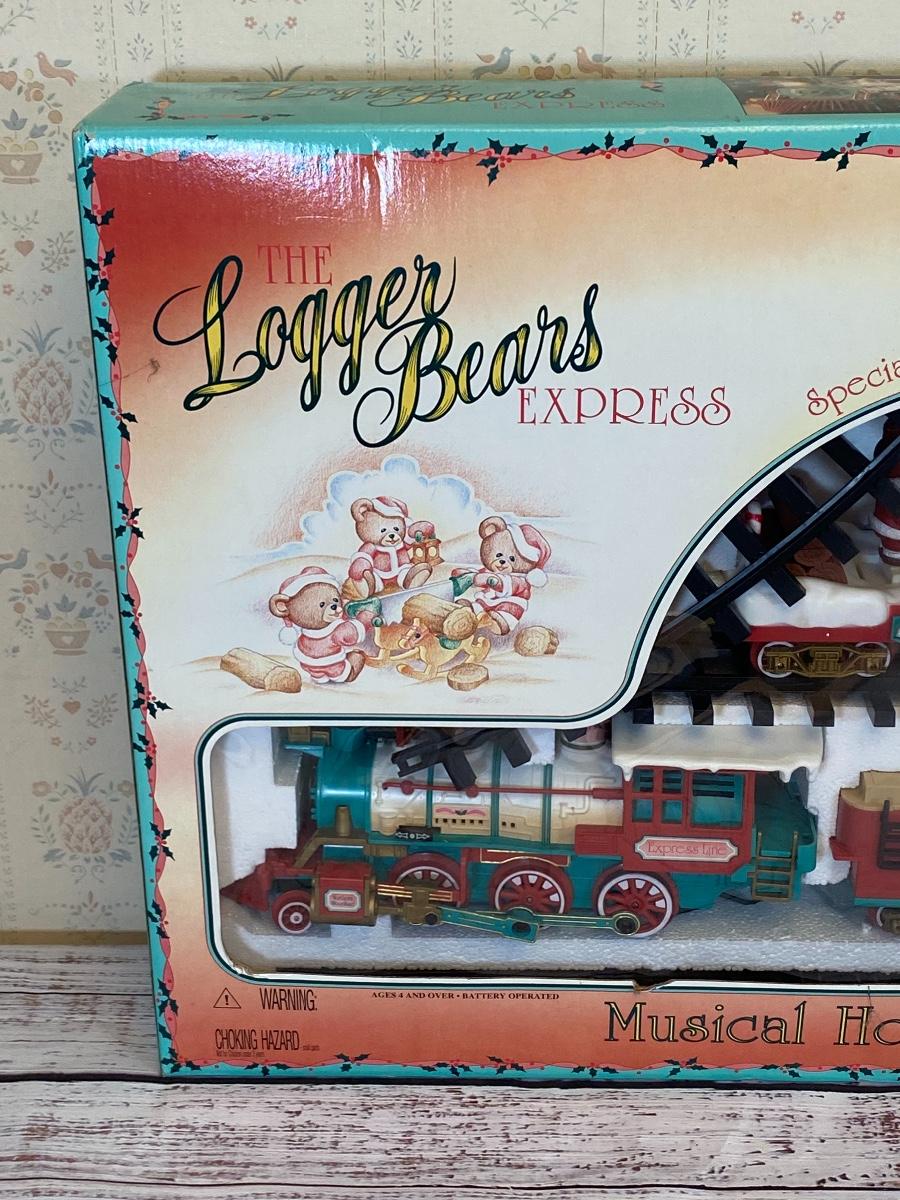 Logger Bears EXPRESS
THE
Logger
Bears
EXPRESS
Specia
Express Line
WARNING:
AGES 4 AND OVER • BATTERY OPERATED
CHOKING HAZARD
Musical Ho